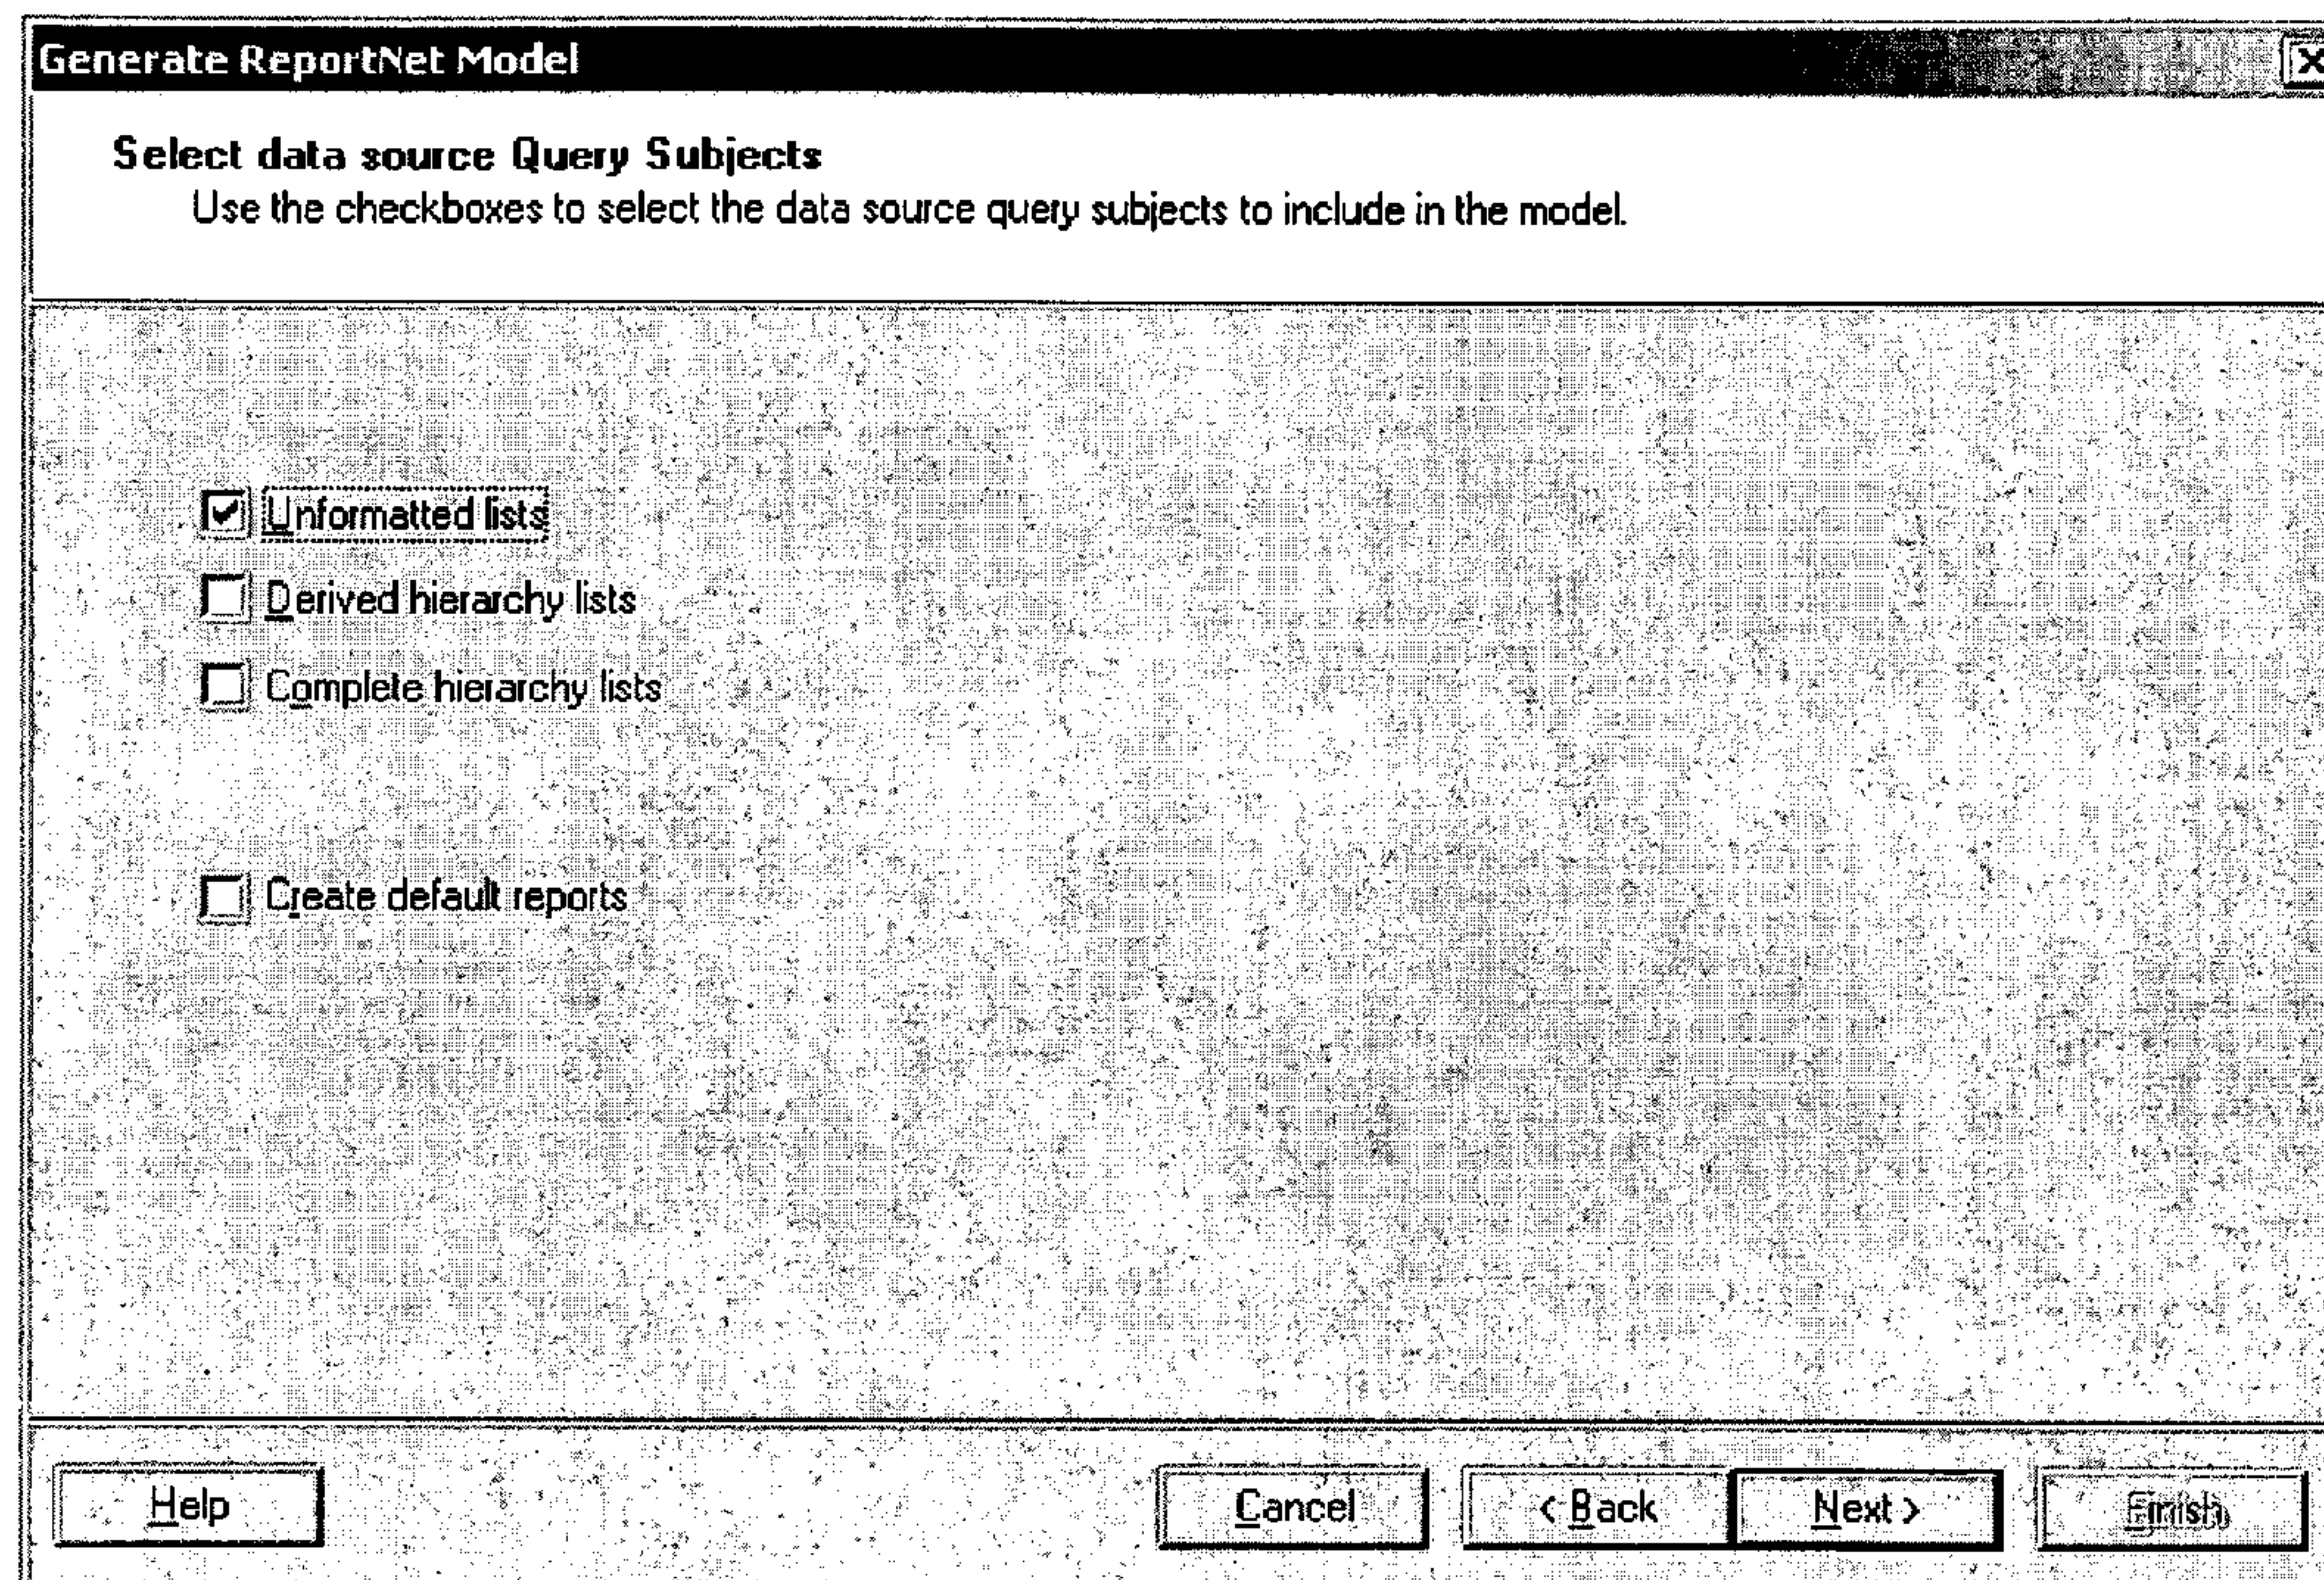 Generate ReportNet Model
Select data source Query Subjects
Use the checkboxes to select the data source query subjects to include in the model.
Unformatted lists
Derived hierarchy lists
Complete hierarchy lists
Create default reports
Help Cancel < Back Next > Finish